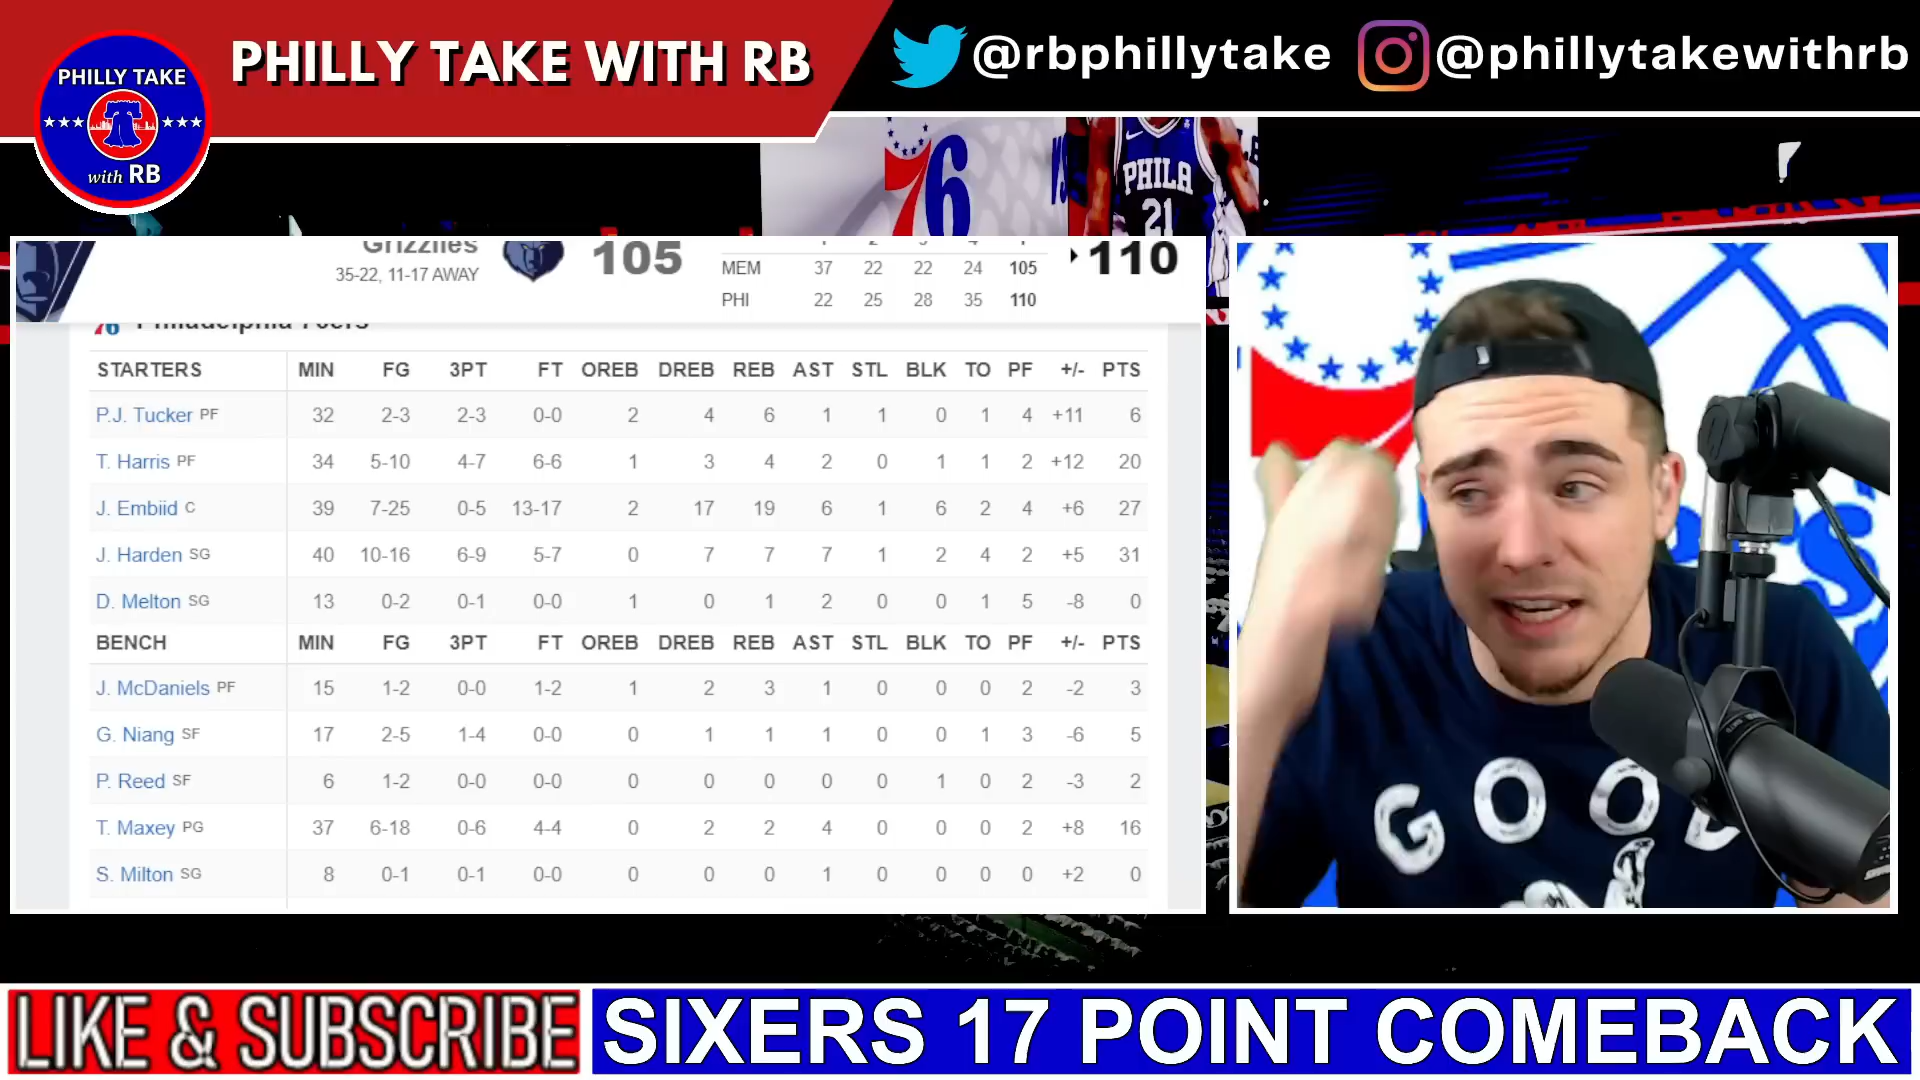 PHILLY TAKE
with RB
PHILLY TAKE WITH RB
@rbphillytake
@phillytakewithrb
76
PHILA
21
Grizzlies
35-22, 11-17 AWAY
105
MEM 37 22 22 24 105
PHI 22 25 28 35 110
110
76 Philadelphia 76ers
STARTERS MIN FG 3PT FT OREB DREB REB AST STL BLK TO PF +/- PTS
P.J. Tucker PF 32 2-3 2-3 0-0 2 4 6 1 1 0 1 4 +11 6
T. Harris PF 34 5-10 4-7 6-6 1 3 4 2 0 1 1 2 +12 20
J. Embiid C 39 7-25 0-5 13-17 2 17 19 6 1 6 2 4 +6 27
J. Harden SG 40 10-16 6-9 5-7 0 7 7 7 1 2 4 2 +5 31
D. Melton SG 13 0-2 0-1 0-0 1 0 1 2 0 0 1 5 -8 0
BENCH MIN FG 3PT FT OREB DREB REB AST STL BLK TO PF +/- PTS
J. McDaniels PF 15 1-2 0-0 1-2 1 2 3 1 0 0 0 2 -2 3
G. Niang SF 17 2-5 1-4 0-0 0 1 1 1 0 0 1 3 -6 5
P. Reed SF 6 1-2 0-0 0-0 0 0 0 0 0 1 0 2 -3 2
T. Maxey PG 37 6-18 0-6 4-4 0 2 2 4 0 0 0 2 +8 16
S. Milton SG 8 0-1 0-1 0-0 0 0 0 1 0 0 0 0 +2 0
GOOD
LIKE & SUBSCRIBE
SIXERS 17 POINT COMEBACK